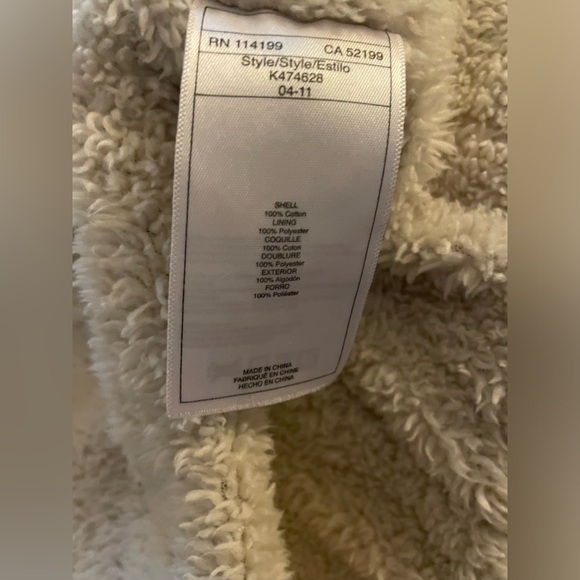 RN 114199 CA 52199
Style/Style/Estilo
K474628
04-11
SHELL
100% Cotton
LINING
100% Polyester
COQUILLE
100% Coton
DOUBLURE
100% Polyester
EXTERIOR
100% Algodón
FORRO
100% Poliéster
MADE IN CHINA
FABRIQUÉ EN CHINE
HECHO EN CHINA